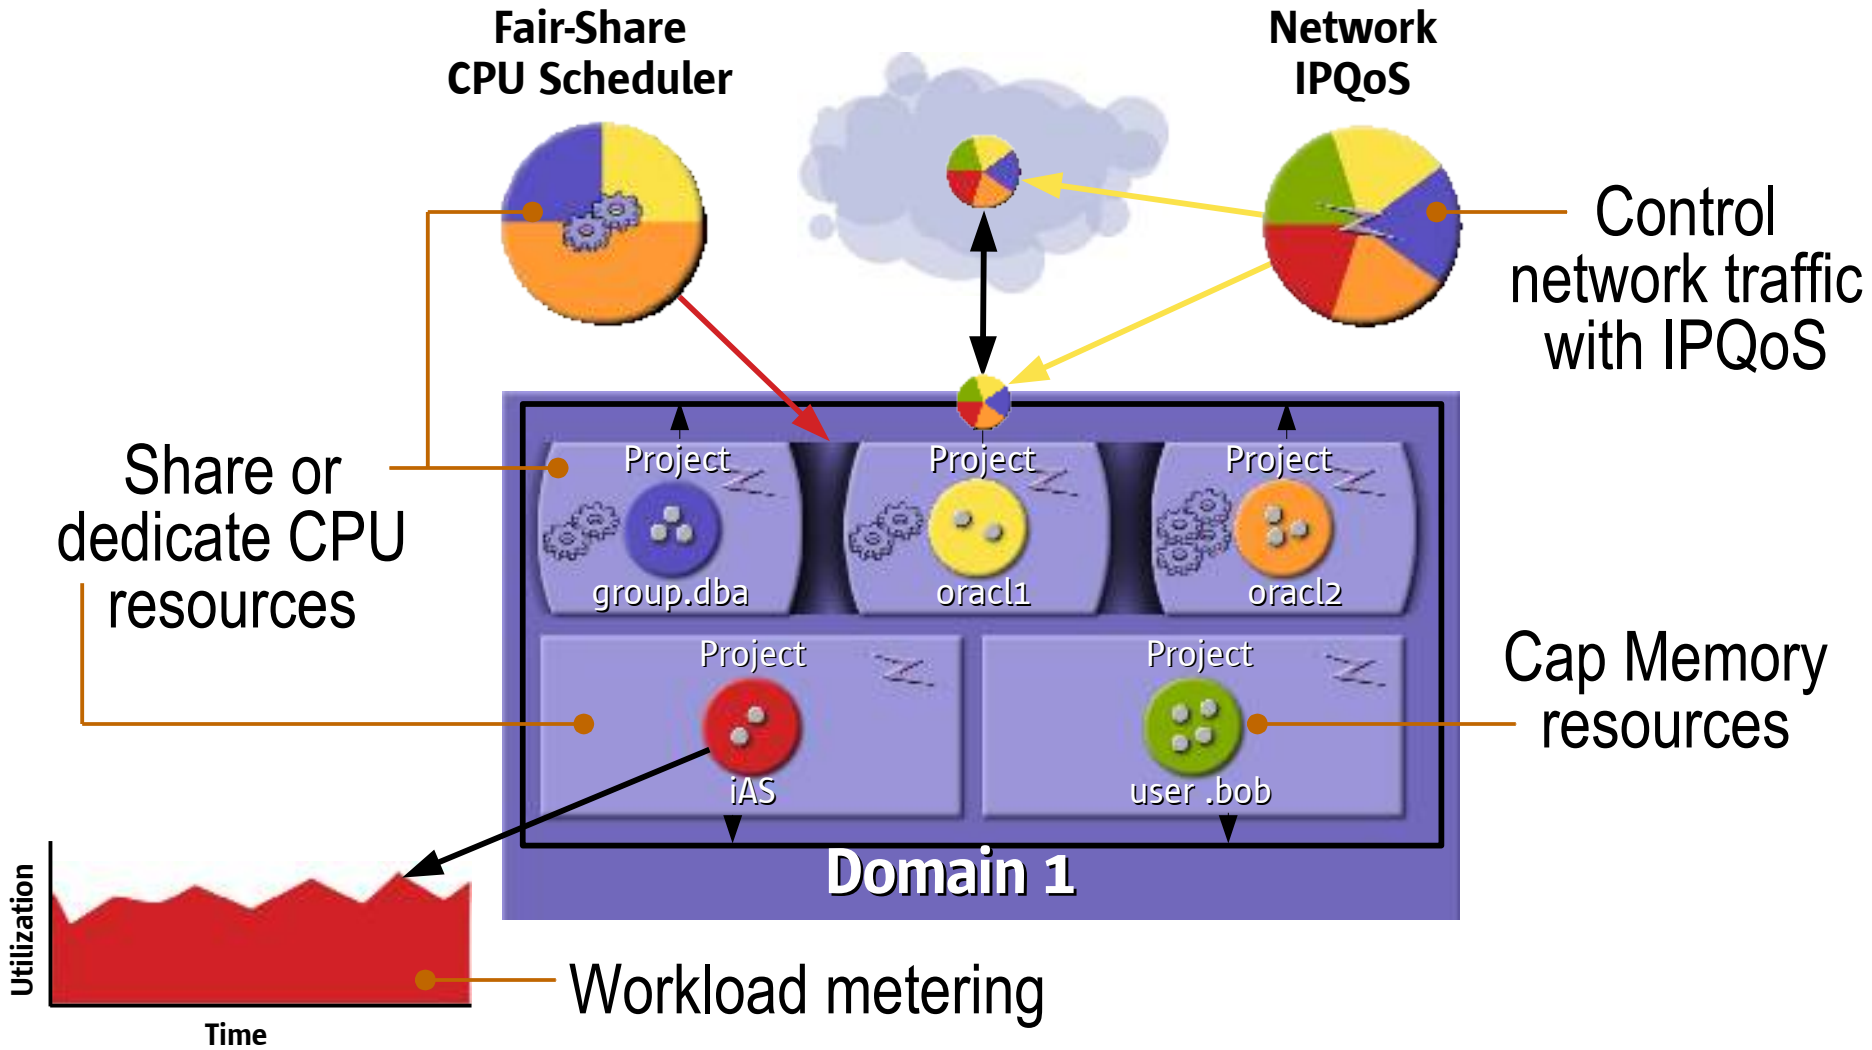 Fair-Share
CPU Scheduler
Network
IPQoS
Control
network traffic
with IPQoS
Share or
dedicate CPU
resources
Project
group.dba
Project
oracl1
Project
oracl2
Project
iAS
Project
user .bob
Cap Memory
resources
Domain 1
Utilization
Time
Workload metering